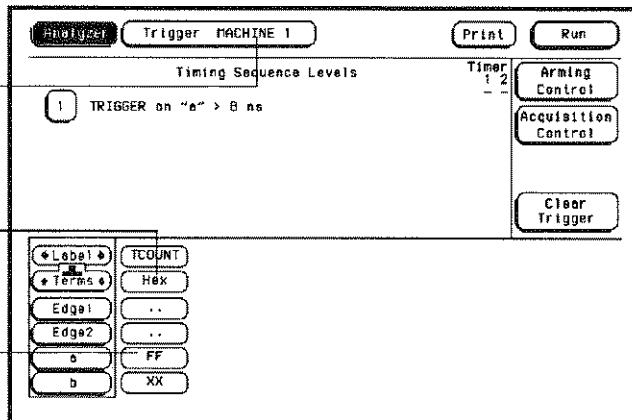 Analyzer Trigger MACHINE 1 Print Run
Timing Sequence Levels Timer
1 2
1 TRIGGER on "a" > 8 ns
Arming
Control
Acquisition
Control
Clear
Trigger
Label TCOUNT
Terms Hex
Edge1 ..
Edge2 ..
a FF
b XX